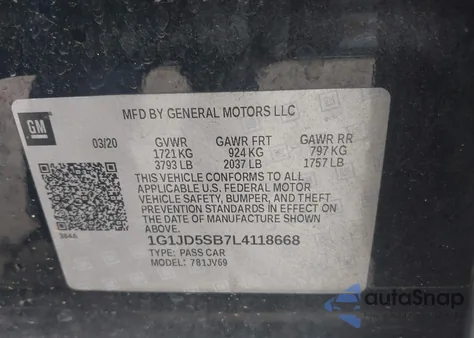 MFD BY GENERAL MOTORS LLC
GM
03/20 GVWR GAWR FRT GAWR RR
1721 KG 924 KG 797 KG
3793 LB 2037 LB 1757 LB
THIS VEHICLE CONFORMS TO ALL
APPLICABLE U.S. FEDERAL MOTOR
VEHICLE SAFETY, BUMPER, AND THEFT
PREVENTION STANDARDS IN EFFECT ON
THE DATE OF MANUFACTURE SHOWN
ABOVE.
1G1JD5SB7L4118668
TYPE: PASS CAR
MODEL: 781JV69
autoSnap